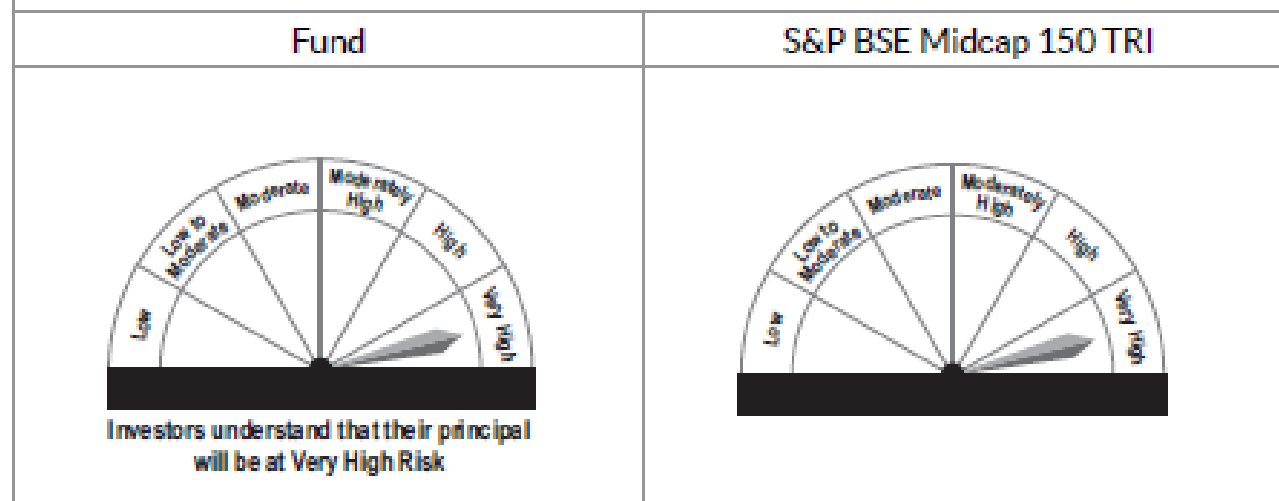 Fund
S&P BSE Midcap 150 TRI
Low
Low to
Moderate
Moderate
Moderately
High
High
Very High
Investors understand that their principal
will be at Very High Risk
Low
Low to
Moderate
Moderate
Moderately
High
High
Very High